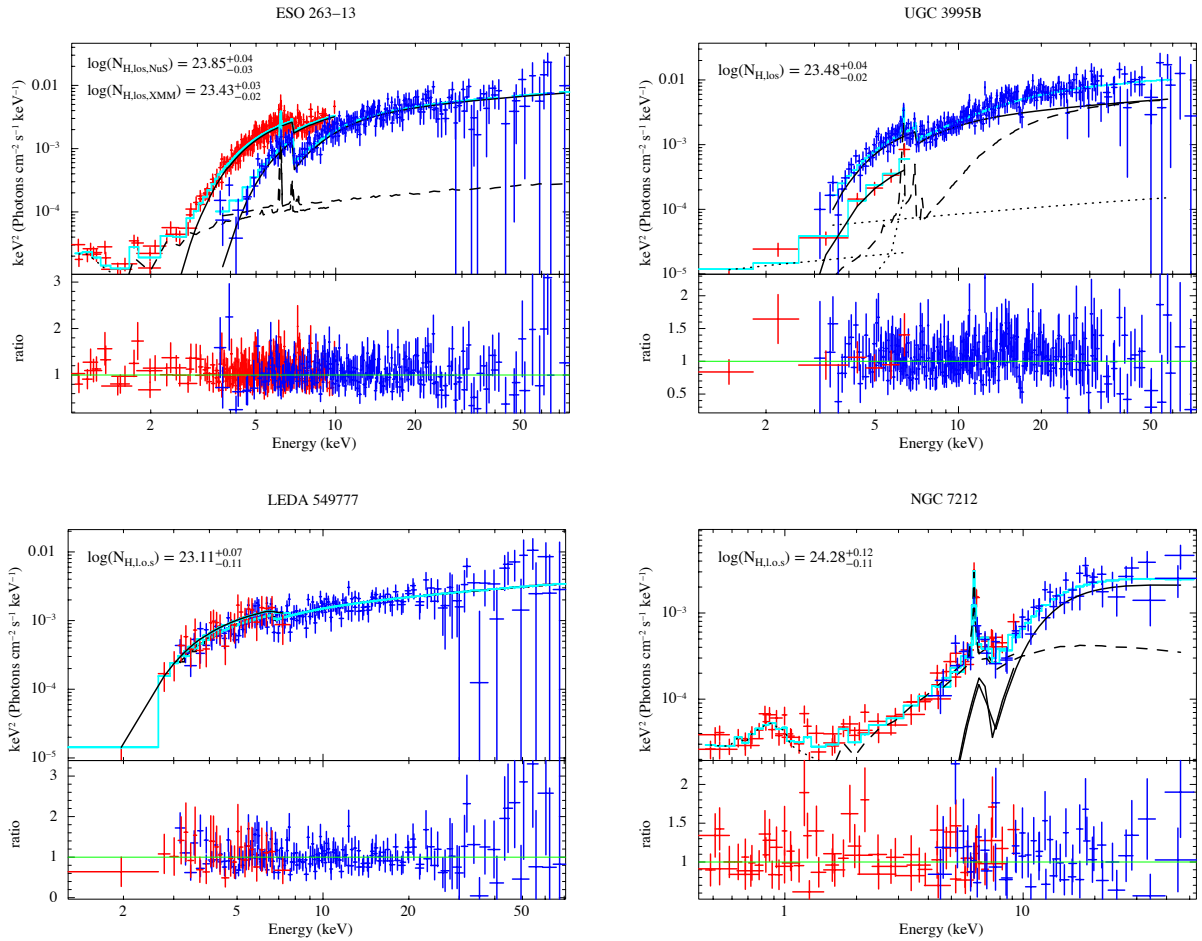 ESO 263−13
log(N_{H,los,NuS}) = 23.85^{+0.04}_{−0.03}
log(N_{H,los,XMM}) = 23.43^{+0.03}_{−0.02}
keV² (Photons cm⁻² s⁻¹ keV⁻¹)
0.01
10⁻³
10⁻⁴
ratio
3
2
1
2 5 10 20 50
Energy (keV)
UGC 3995B
log(N_{H,los}) = 23.48^{+0.04}_{−0.02}
keV² (Photons cm⁻² s⁻¹ keV⁻¹)
0.01
10⁻³
10⁻⁴
10⁻⁵
ratio
2
1.5
1
0.5
2 5 10 20 50
Energy (keV)
LEDA 549777
log(N_{H,l.o.s}) = 23.11^{+0.07}_{−0.11}
keV² (Photons cm⁻² s⁻¹ keV⁻¹)
0.01
10⁻³
10⁻⁴
10⁻⁵
ratio
3
2
1
0
2 5 10 20 50
Energy (keV)
NGC 7212
log(N_{H,l.o.s}) = 24.28^{+0.12}_{−0.11}
keV² (Photons cm⁻² s⁻¹ keV⁻¹)
10⁻³
10⁻⁴
ratio
2
1.5
1
1 10
Energy (keV)